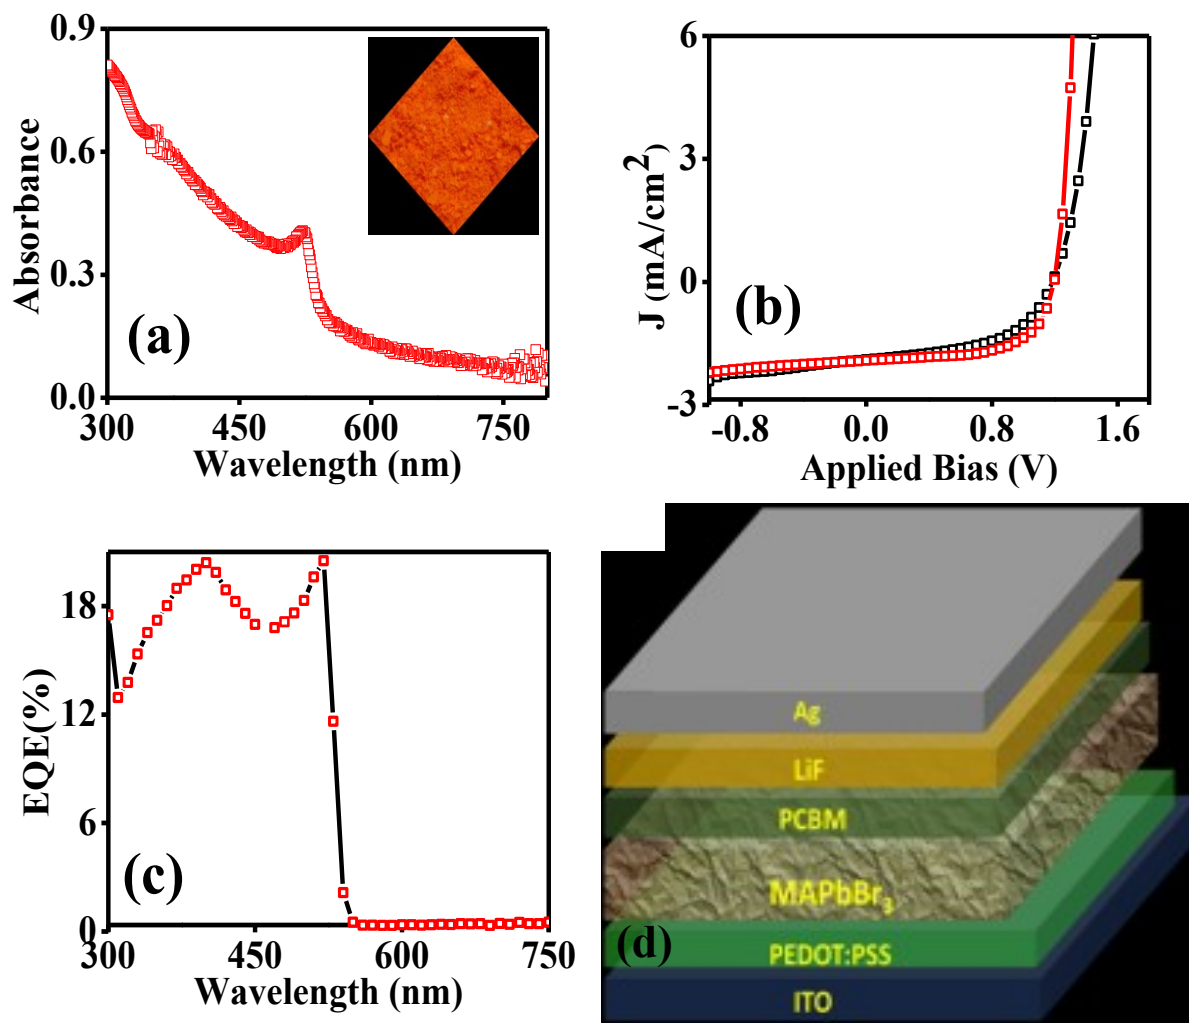 0.9
0.6
0.3
0.0
Absorbance
(a)
300
450
600
750
Wavelength (nm)
6
3
0
-3
J (mA/cm²)
(b)
-0.8
0.0
0.8
1.6
Applied Bias (V)
18
12
6
0
EQE(%)
(c)
300
450
600
750
Wavelength (nm)
Ag
LiF
PCBM
MAPbBr₃
(d)
PEDOT:PSS
ITO